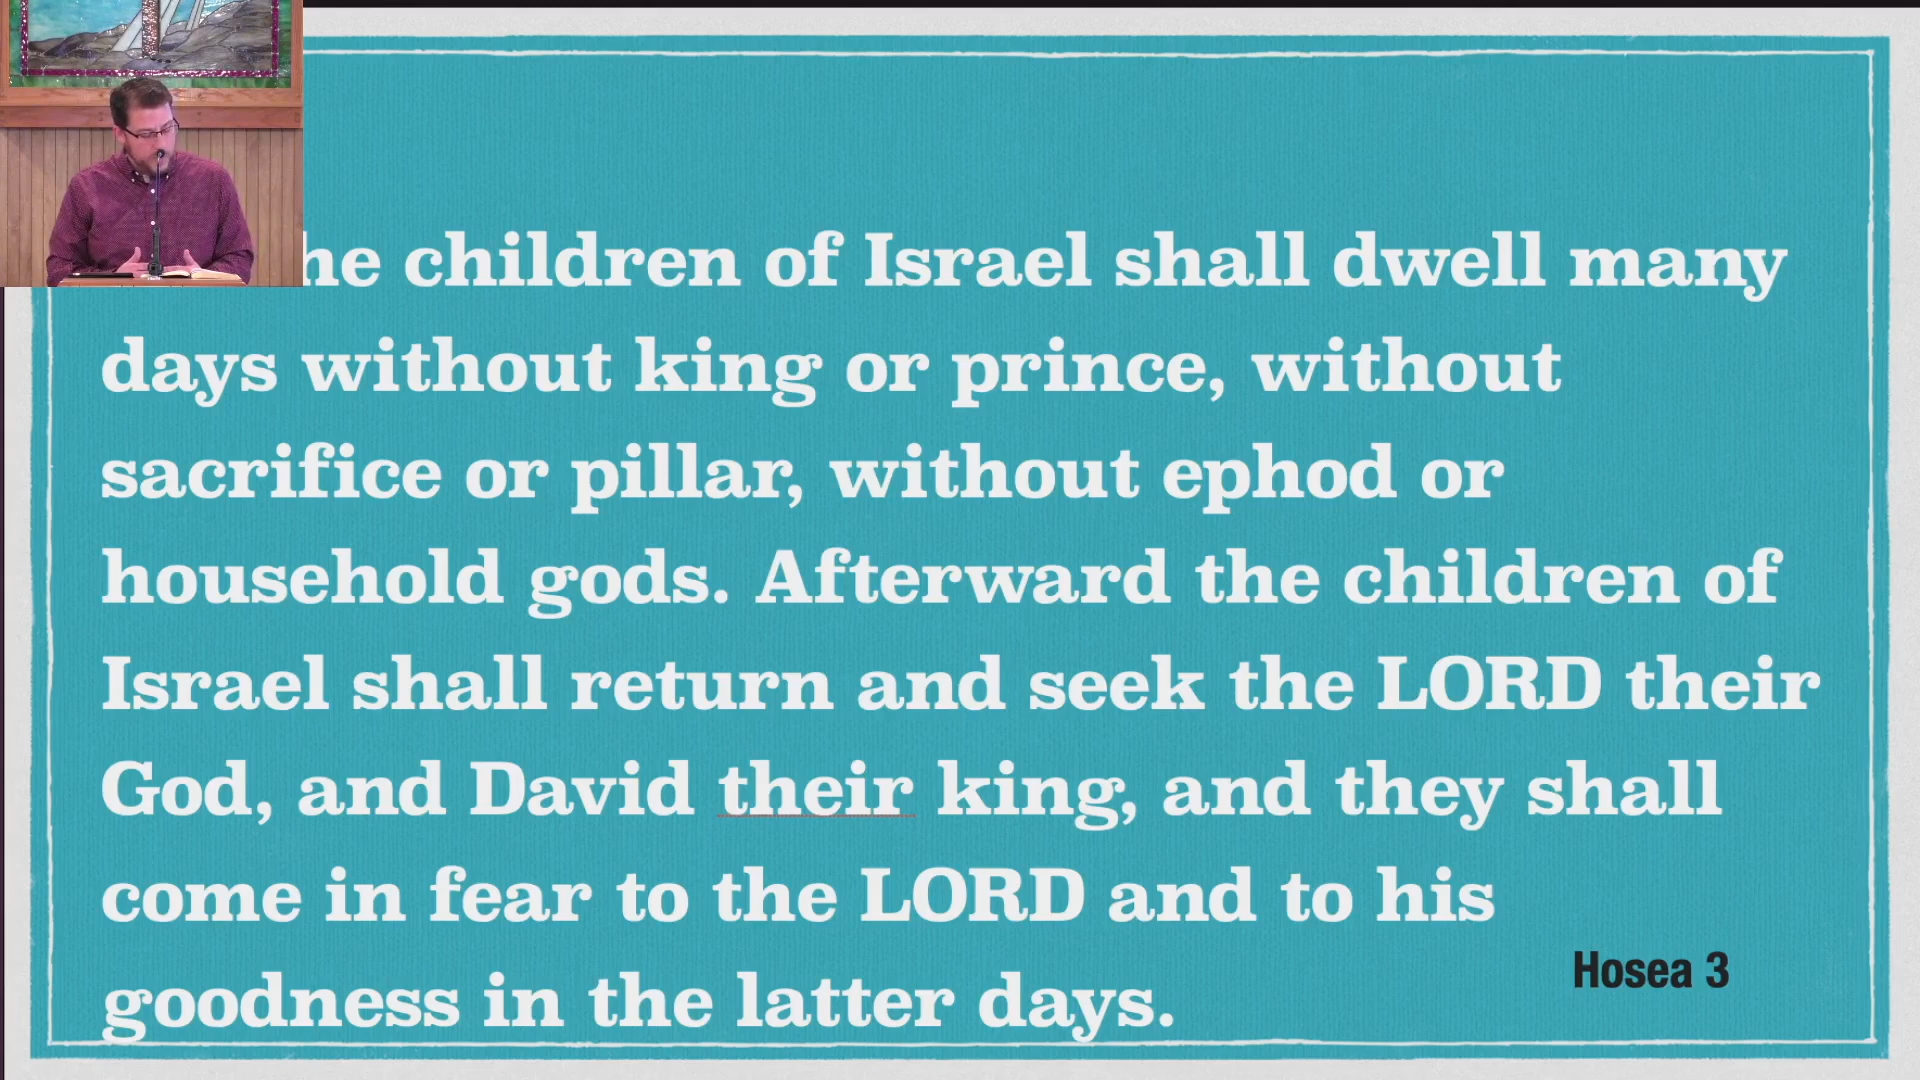 he children of Israel shall dwell many
days without king or prince, without
sacrifice or pillar, without ephod or
household gods. Afterward the children of
Israel shall return and seek the LORD their
God, and David their king, and they shall
come in fear to the LORD and to his
goodness in the latter days.
Hosea 3